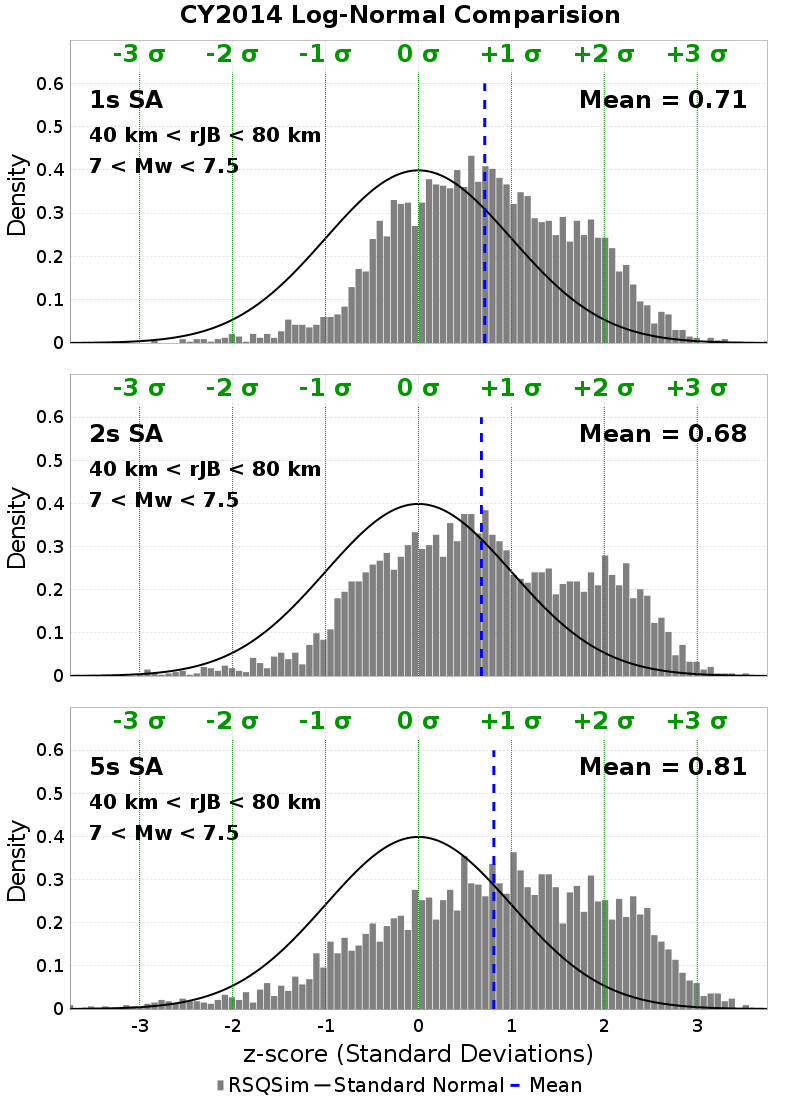 CY2014 Log-Normal Comparision
-3 σ -2 σ -1 σ 0 σ +1 σ +2 σ +3 σ
0.6
1s SA Mean = 0.71
0.5
40 km < rJB < 80 km
7 < Mw < 7.5
0.4
0.3
0.2
0.1
0
Density
-3 σ -2 σ -1 σ 0 σ +1 σ +2 σ +3 σ
0.6
2s SA Mean = 0.68
0.5
40 km < rJB < 80 km
7 < Mw < 7.5
0.4
0.3
0.2
0.1
0
Density
-3 σ -2 σ -1 σ 0 σ +1 σ +2 σ +3 σ
0.6
5s SA Mean = 0.81
0.5
40 km < rJB < 80 km
7 < Mw < 7.5
0.4
0.3
0.2
0.1
0
Density
-3 -2 -1 0 1 2 3
z-score (Standard Deviations)
RSQSim Standard Normal Mean